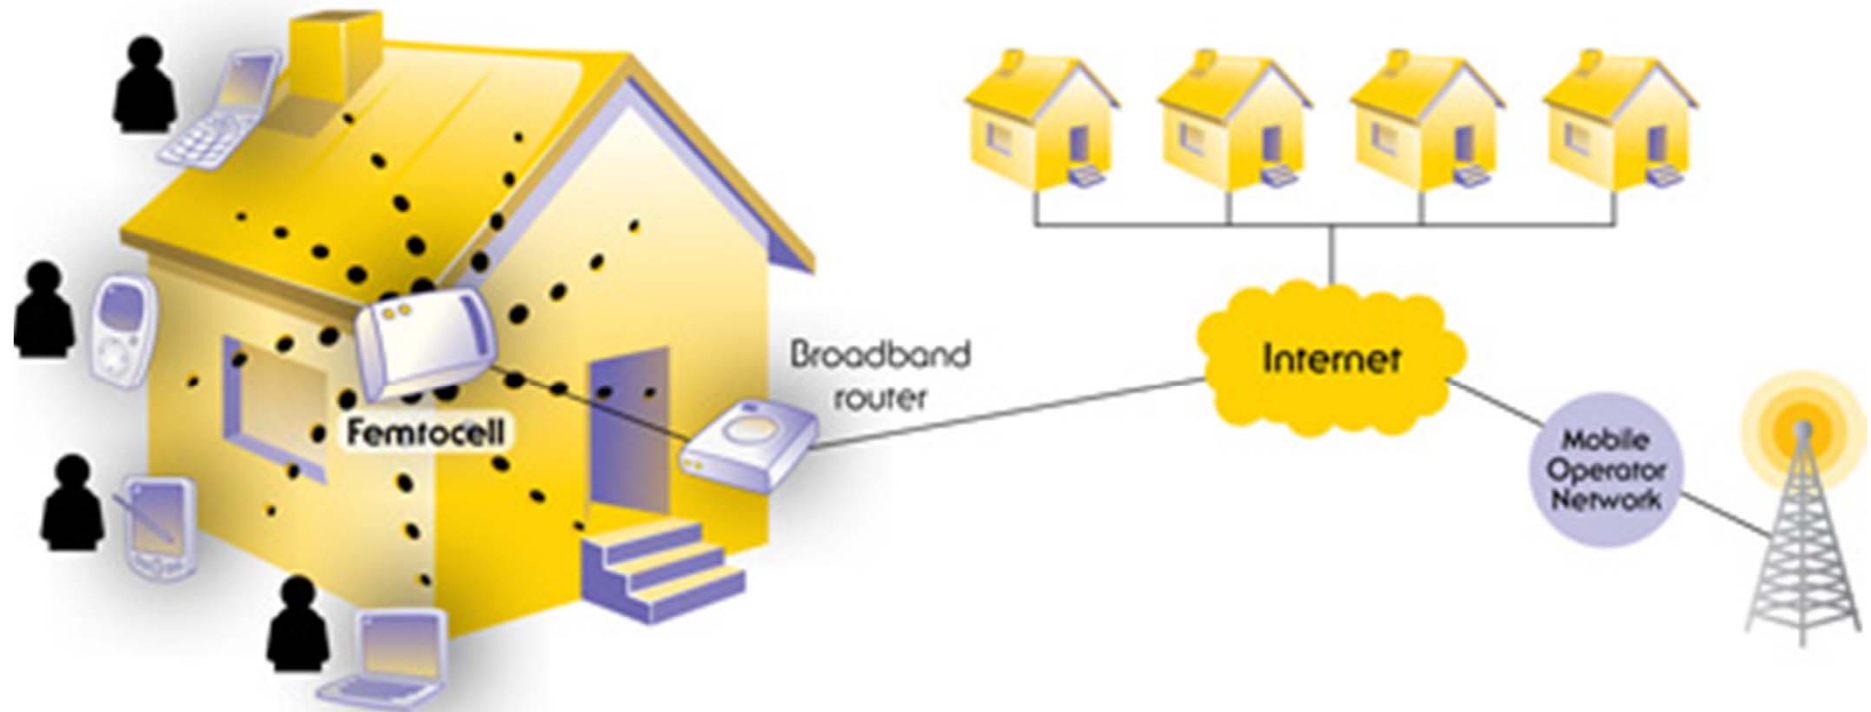 Femtocell
Broadband
router
Internet
Mobile
Operator
Network